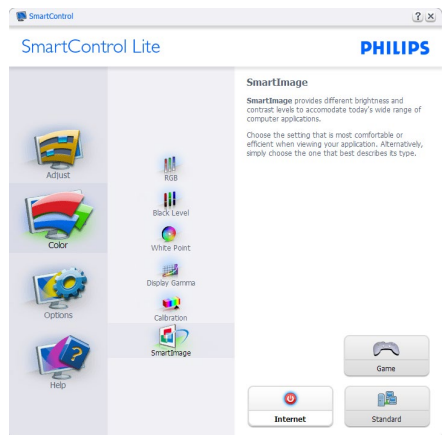 SmartControl
SmartControl Lite
PHILIPS
Adjust
Color
Options
Help
RGB
Black Level
White Point
Display Gamma
Calibration
SmartImage
SmartImage
SmartImage provides different brightness and
contrast levels to accomodate today's wide range of
computer applications.
Choose the setting that is most comfortable or
efficient when viewing your application. Alternatively,
simply choose the one that best describes its type.
Game
Internet
Standard